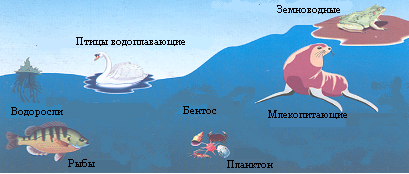 Земноводные
Птицы водоплавающие
Водоросли
Бентос
Млекопитающие
Рыбы
Планктон